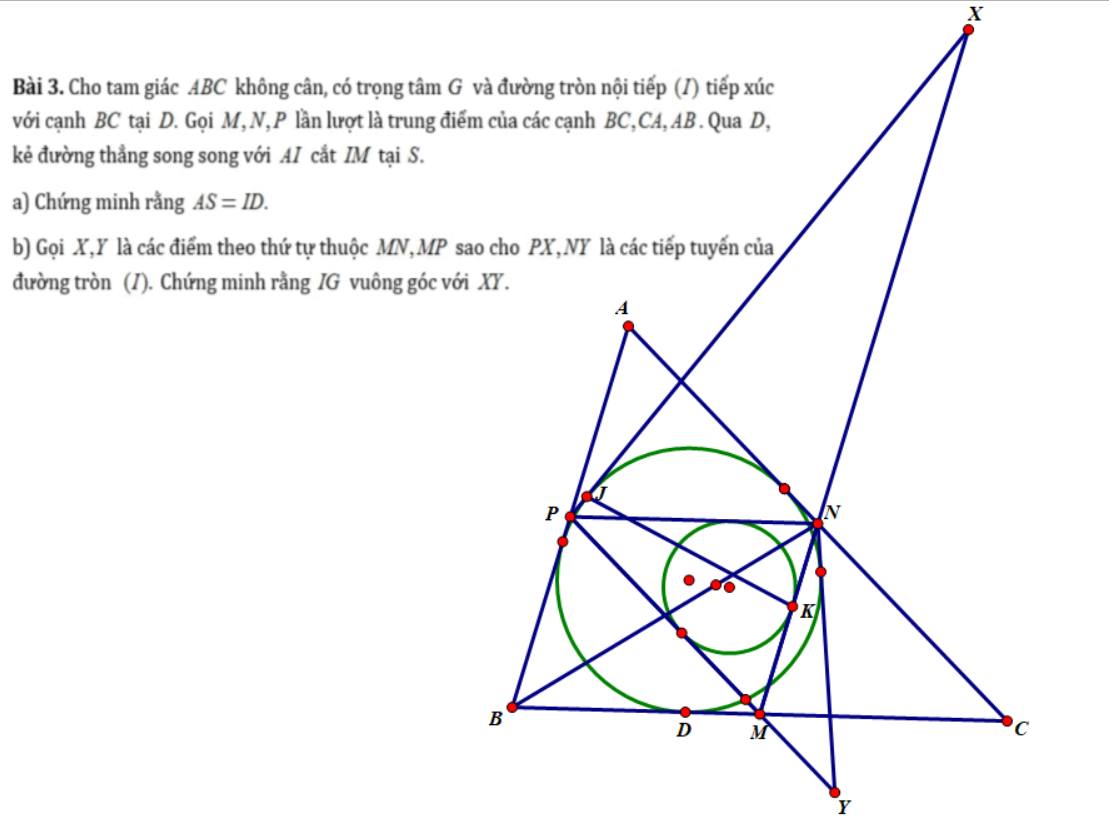 X
Bài 3. Cho tam giác ABC không cân, có trọng tâm G và đường tròn nội tiếp (I) tiếp xúc
với cạnh BC tại D. Gọi M, N, P lần lượt là trung điểm của các cạnh BC, CA, AB. Qua D,
kẻ đường thẳng song song với AI cắt IM tại S.
a) Chứng minh rằng AS = ID.
b) Gọi X,Y là các điểm theo thứ tự thuộc MN, MP sao cho PX, NY là các tiếp tuyến của
đường tròn (I). Chứng minh rằng IG vuông góc với XY.
A
J
P
N
K
B
D
M
C
Y